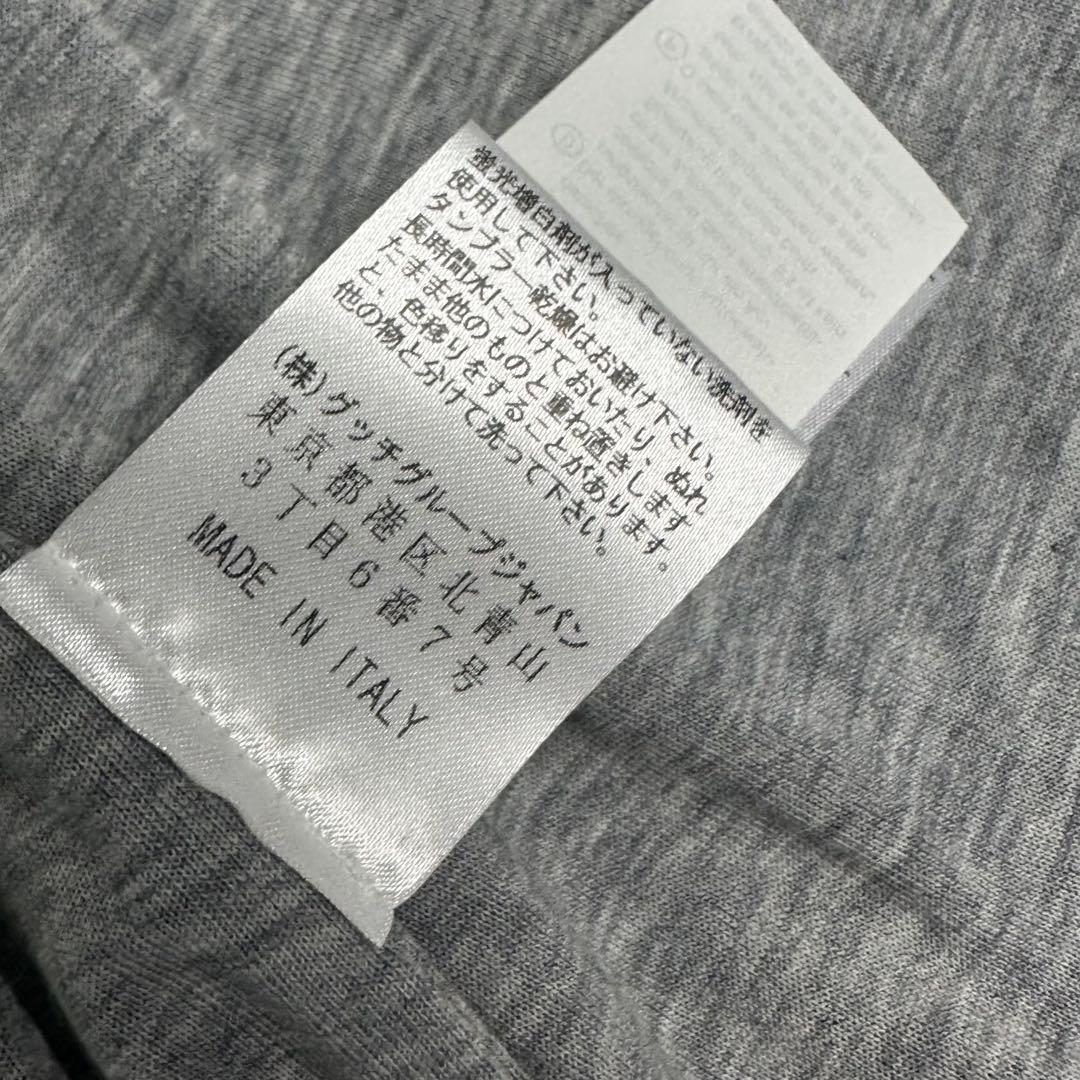 蛍光増白剤が入っていない洗剤を
使用して下さい。
タンブラー乾燥はお避け下さい。
長時間水につけておいたり、ぬれ
たまま他のものと重ね置きします
と、色移りをすることがあります。
他の物と分けて洗って下さい。
(株)グッチグループジャパン
東京都港区北青山
3丁目6番7号
MADE IN ITALY